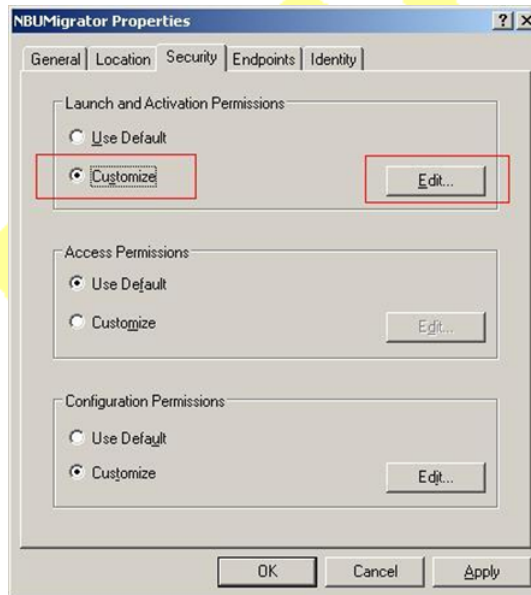 NBUMigrator Properties
General Location Security Endpoints Identity
Launch and Activation Permissions
Use Default
Customize
Edit...
Access Permissions
Use Default
Customize
Edit...
Configuration Permissions
Use Default
Customize
Edit...
OK Cancel Apply